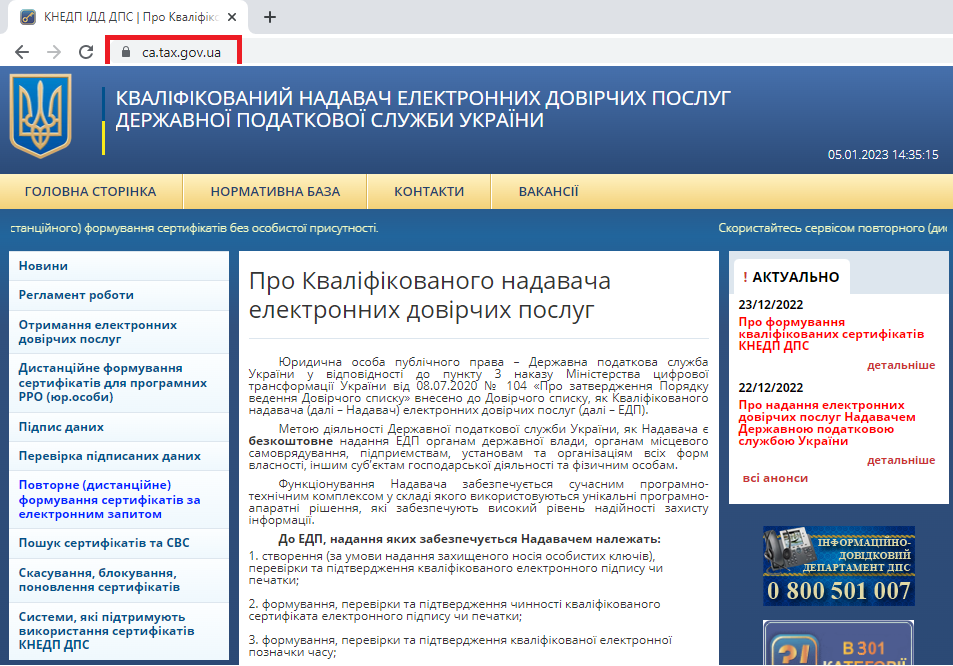 КНЕДП ІДД ДПС | Про Кваліфікс
ca.tax.gov.ua
КВАЛІФІКОВАНИЙ НАДАВАЧ ЕЛЕКТРОННИХ ДОВІРЧИХ ПОСЛУГ
ДЕРЖАВНОЇ ПОДАТКОВОЇ СЛУЖБИ УКРАЇНИ
05.01.2023 14:35:15
ГОЛОВНА СТОРІНКА
НОРМАТИВНА БАЗА
КОНТАКТИ
ВАКАНСІЇ
станційного) формування сертифікатів без особистої присутності.
Скористайтесь сервісом повторного (дис
Новини
Регламент роботи
Отримання електронних
довірчих послуг
Дистанційне формування
сертифікатів для програмних
РРО (юр.особи)
Підпис даних
Перевірка підписаних даних
Повторне (дистанційне)
формування сертифікатів за
електронним запитом
Пошук сертифікатів та СВС
Скасування, блокування,
поновлення сертифікатів
Системи, які підтримують
використання сертифікатів
КНЕДП ДПС
Про Кваліфікованого надавача
електронних довірчих послуг
Юридична особа публічного права – Державна податкова служба
України у відповідності до пункту 3 наказу Міністерства цифрової
трансформації України від 08.07.2020 № 104 «Про затвердження Порядку
ведення Довірчого списку» внесено до Довірчого списку, як Кваліфікованого
надавача (далі – Надавач) електронних довірчих послуг (далі – ЕДП).
Метою діяльності Державної податкової служби України, як Надавача є
безкоштовне надання ЕДП органам державної влади, органам місцевого
самоврядування, підприємствам, установам та організаціям всіх форм
власності, іншим суб'єктам господарської діяльності та фізичним особам.
Функціонування Надавача забезпечується сучасним програмно-
технічним комплексом у складі якого використовуються унікальні програмно-
апаратні рішення, які забезпечують високий рівень надійності захисту
інформації.
До ЕДП, надання яких забезпечується Надавачем належать:
1. створення (за умови надання захищеного носія особистих ключів),
перевірки та підтвердження кваліфікованого електронного підпису чи
печатки;
2. формування, перевірки та підтвердження чинності кваліфікованого
сертифіката електронного підпису чи печатки;
3. формування, перевірки та підтвердження кваліфікованої електронної
позначки часу;
! АКТУАЛЬНО
23/12/2022
Про формування
кваліфікованих сертифікатів
КНЕДП ДПС
детальніше
22/12/2022
Про надання електронних
довірчих послуг Надавачем
Державною податковою
службою України
детальніше
всі анонси
ІНФОРМАЦІЙНО-
ДОВІДКОВИЙ
ДЕПАРТАМЕНТ ДПС
0 800 501 007
?!
В 301
КАТЕГОРІЇ